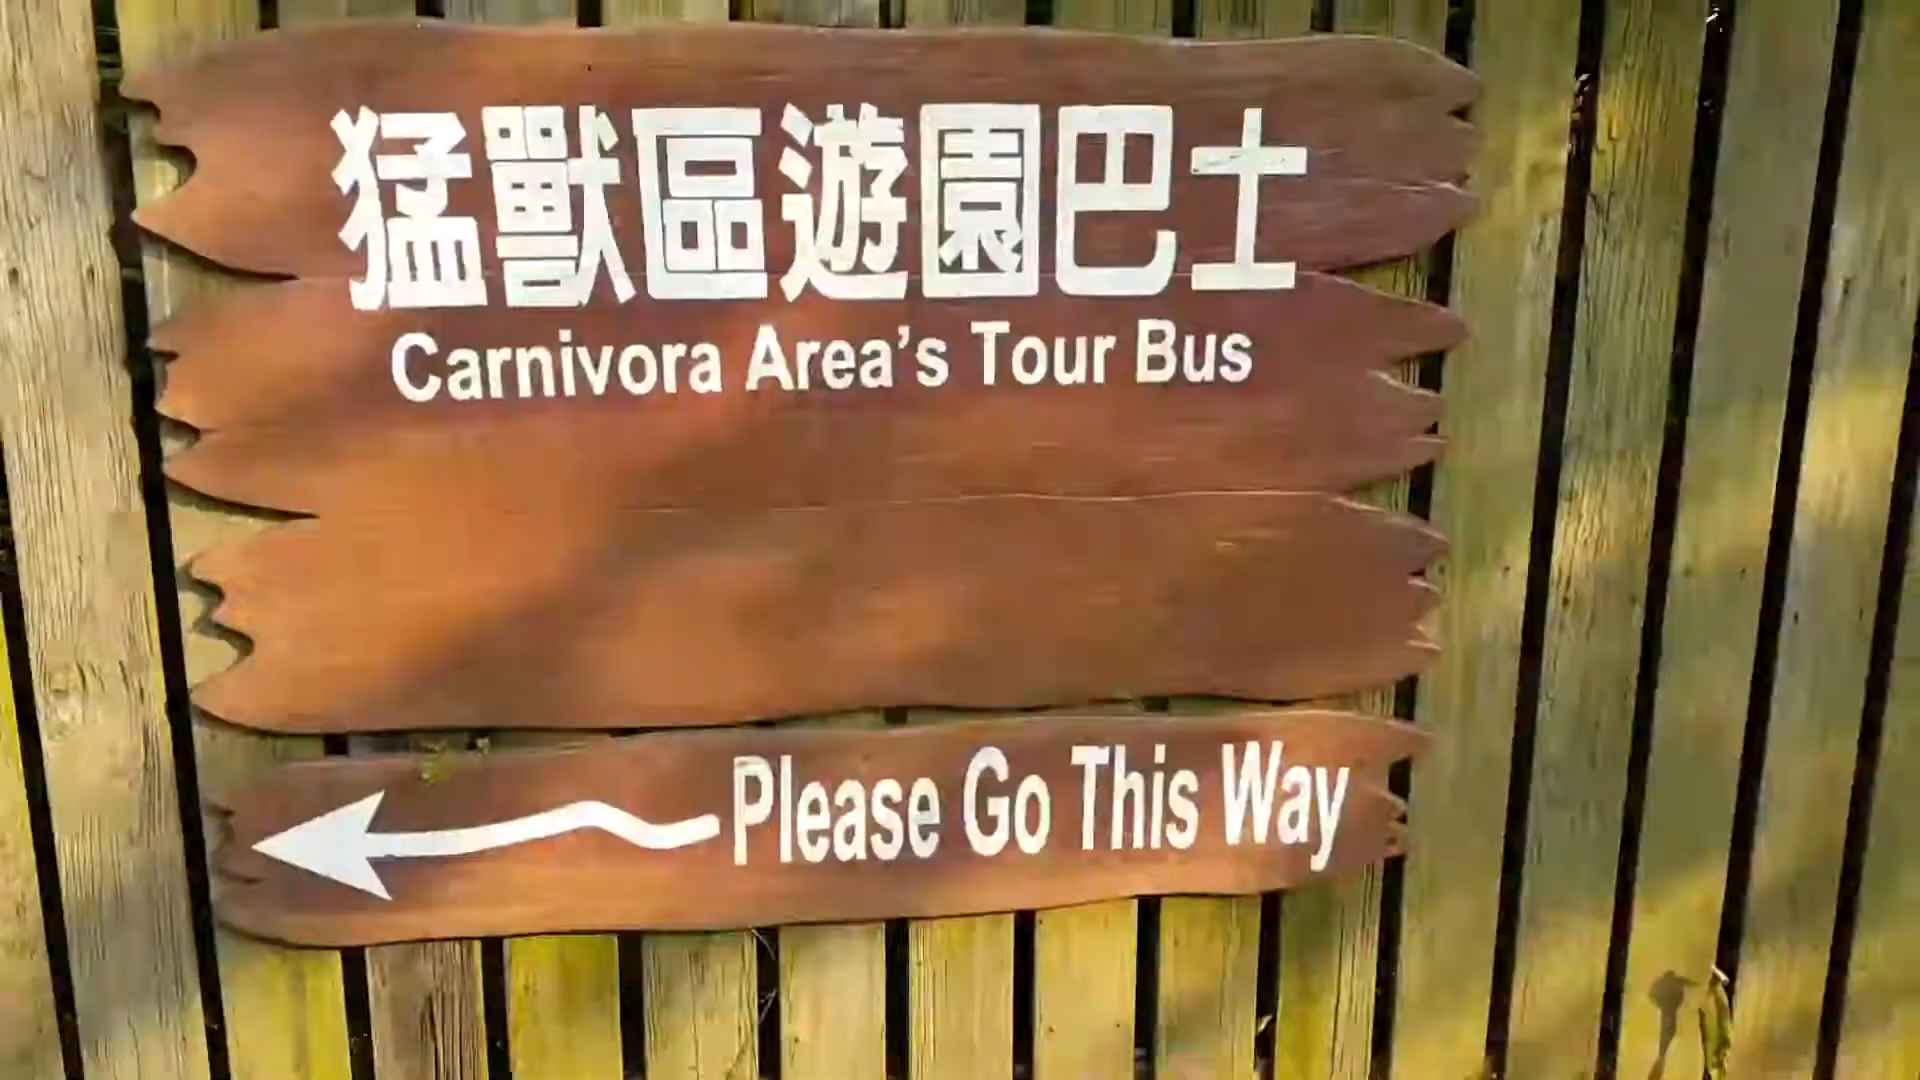 猛獸區遊園巴士
Carnivora Area's Tour Bus
Please Go This Way